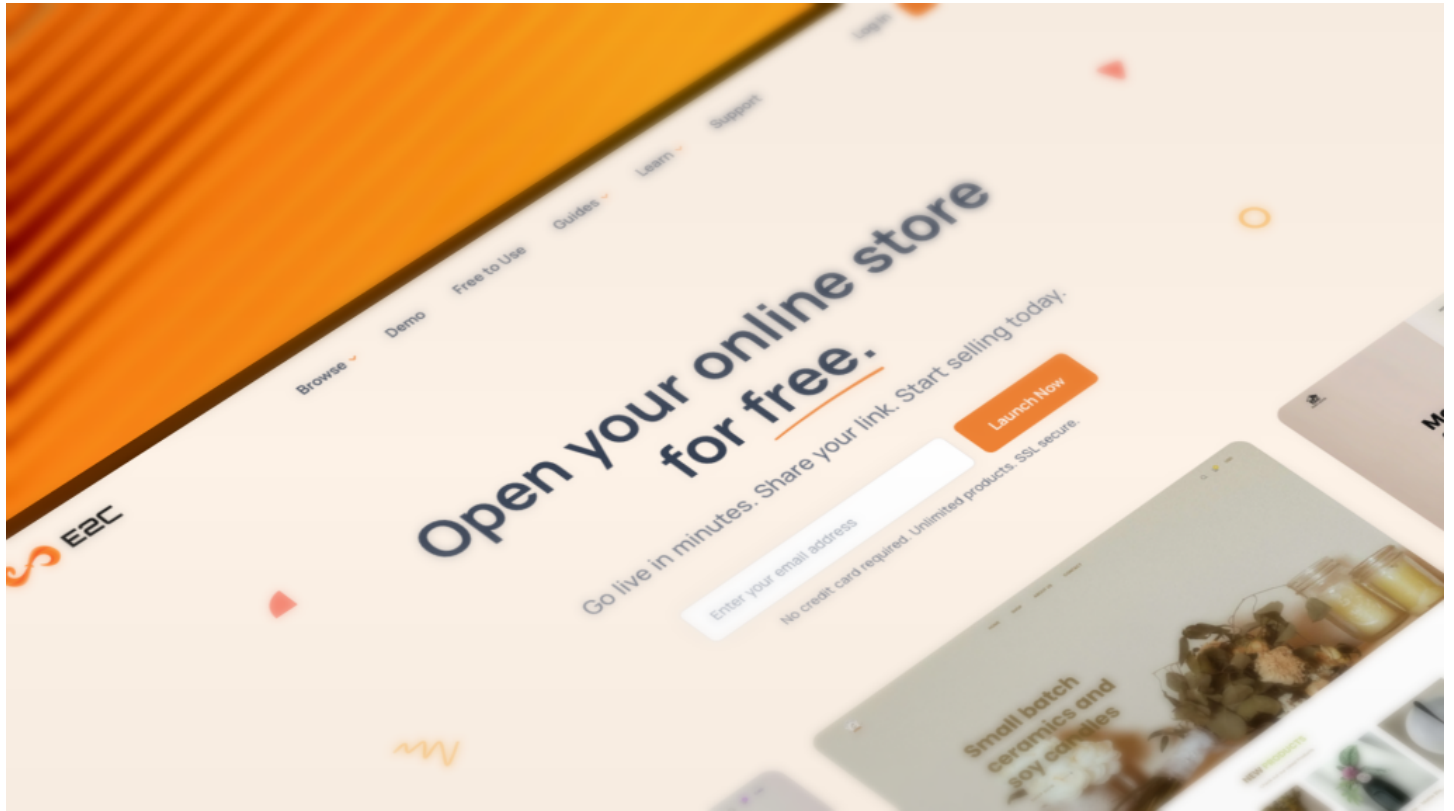 Log in
Support
Learn
Guides
Free to Use
Demo
Browse
E2C
Open your online store
for free.
Go live in minutes. Share your link. Start selling today.
Enter your email address
Launch Now
No credit card required. Unlimited products. SSL secure.
Small batch
ceramics and
soy candles
NEW PRODUCTS